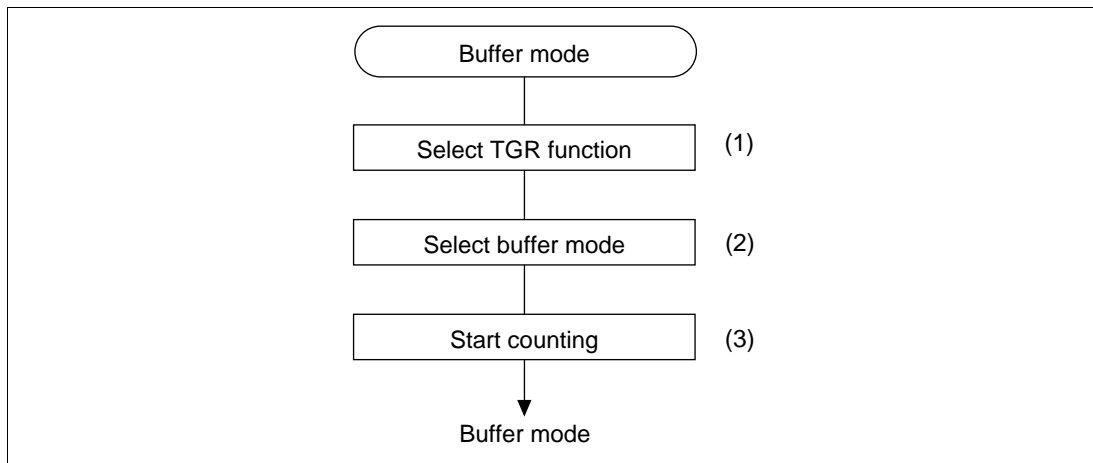 Buffer mode
Select TGR function (1)
Select buffer mode (2)
Start counting (3)
Buffer mode